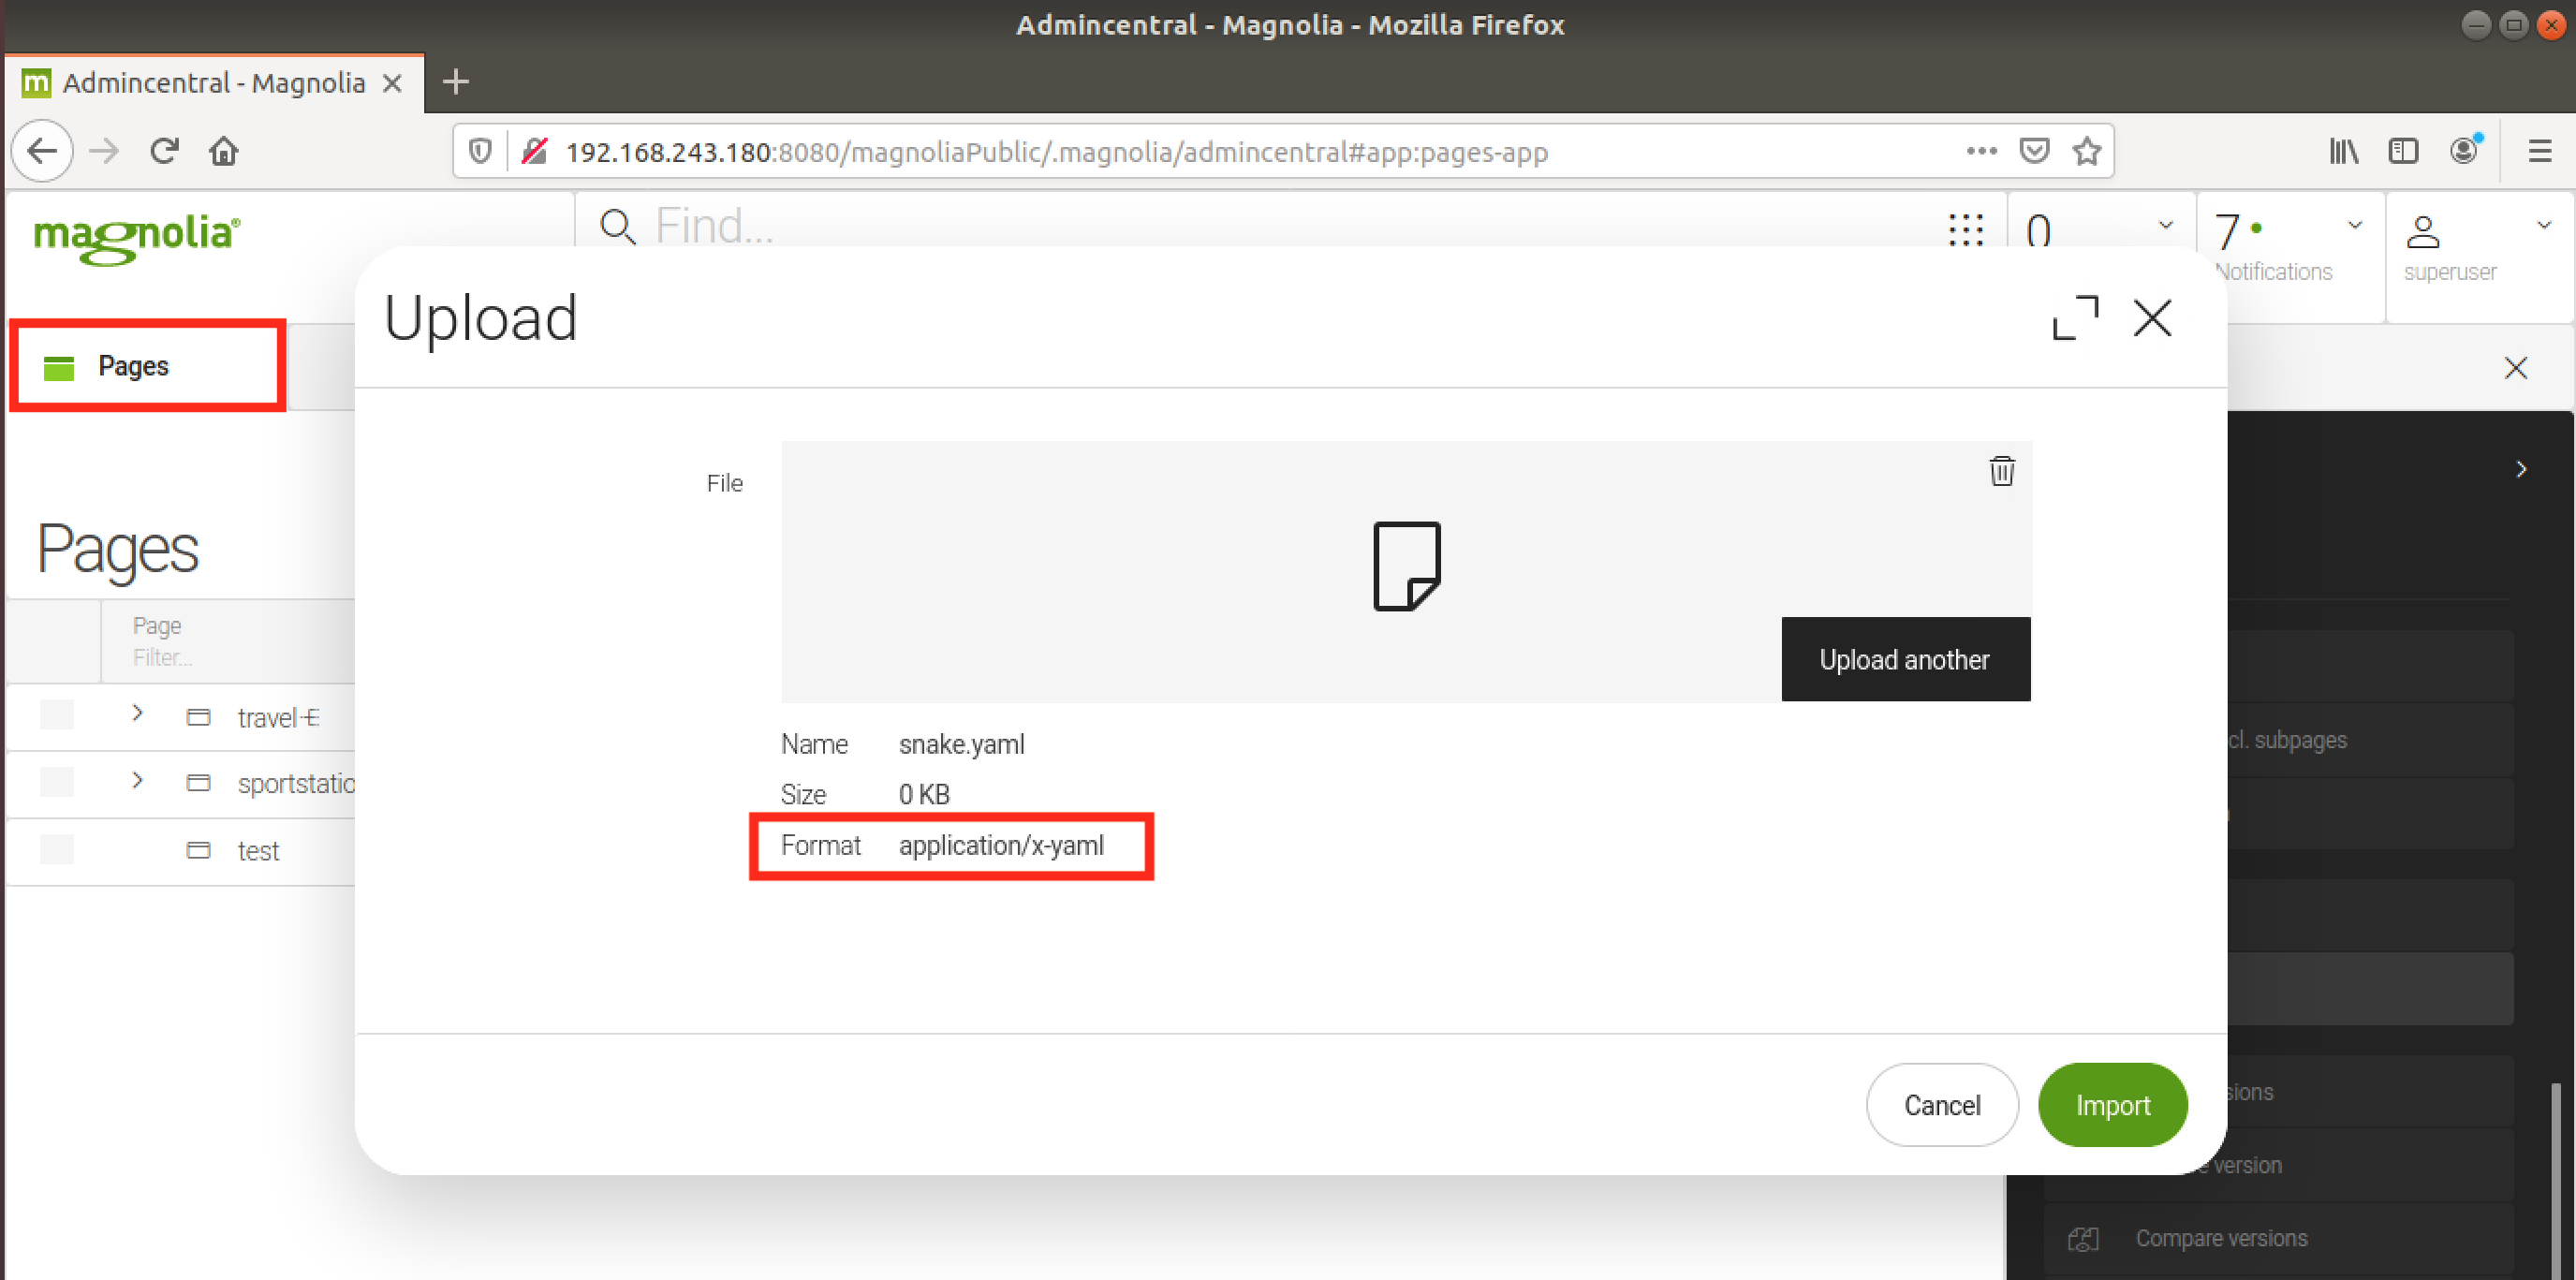 Admincentral - Magnolia - Mozilla Firefox
Admincentral - Magnolia
192.168.243.180:8080/magnoliaPublic/.magnolia/admincentral#app:pages-app
magnolia®
Find...
0
7
Notifications
superuser
Pages
Upload
File
Upload another
Pages
Page
Filter...
travel
sportstatio
test
Name snake.yaml
Size 0 KB
Format application/x-yaml
cl. subpages
Cancel
Import
sions
version
Compare versions